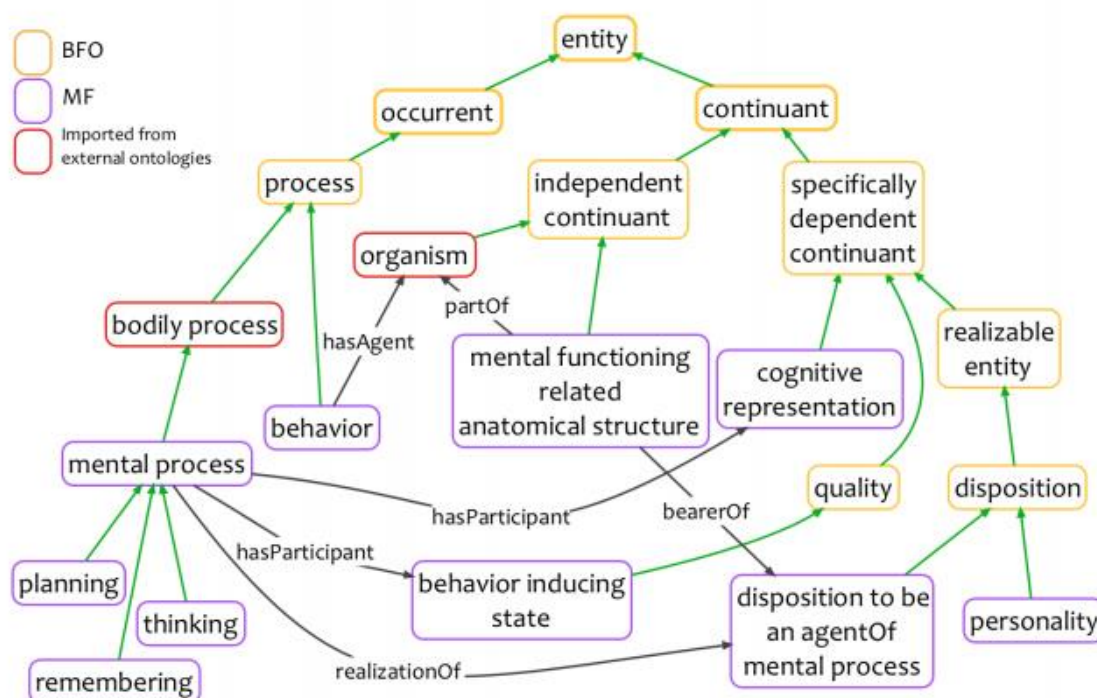 entity
BFO
MF
Imported from
external ontologies
occurrent
continuant
process
independent
continuant
specifically
dependent
continuant
organism
partOf
bodily process
hasAgent
mental functioning
related
anatomical structure
cognitive
representation
realizable
entity
behavior
mental process
quality
disposition
hasParticipant
bearerOf
hasParticipant
planning
thinking
remembering
behavior inducing
state
disposition to be
an agentOf
mental process
personality
realizationOf